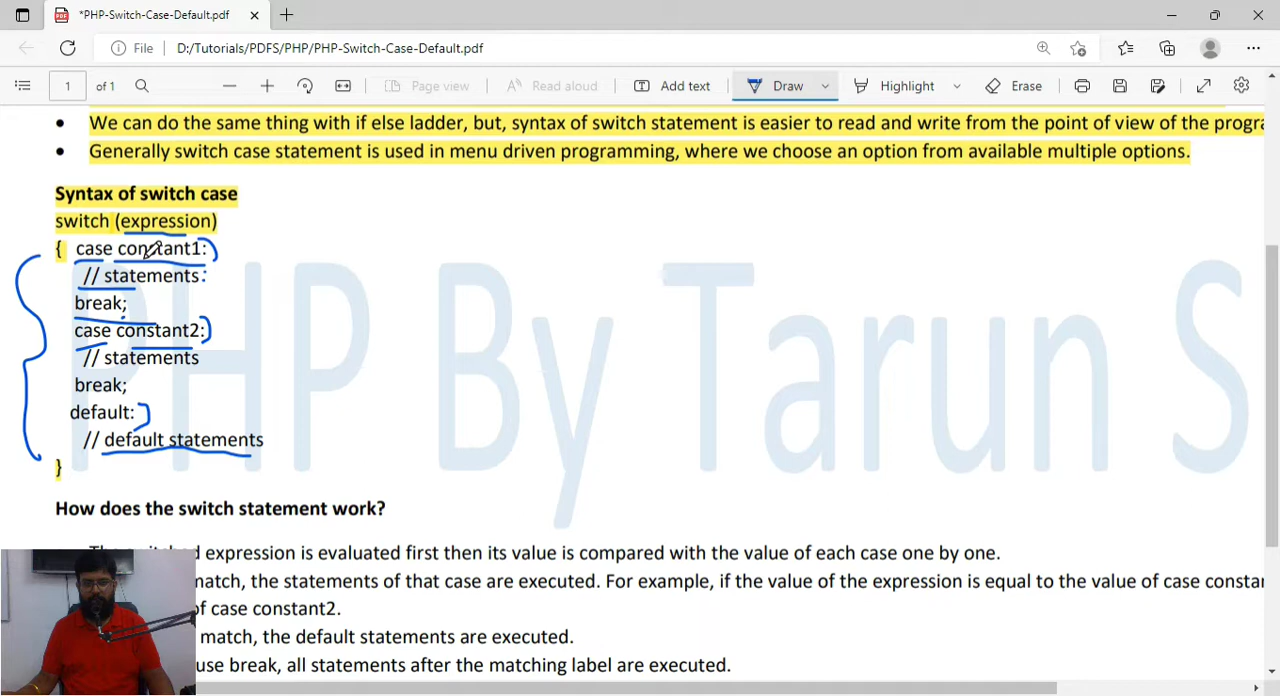 *PHP-Switch-Case-Default.pdf
File D:/Tutorials/PDFS/PHP/PHP-Switch-Case-Default.pdf
1 of 1 Page view Read aloud Add text Draw Highlight Erase
• We can do the same thing with if else ladder, but, syntax of switch statement is easier to read and write from the point of view of the progra
• Generally switch case statement is used in menu driven programming, where we choose an option from available multiple options.
Syntax of switch case
switch (expression)
{ case constant1:
// statements:
break;
case constant2:
// statements
break;
default:
// default statements
}
PHP By Tarun S
How does the switch statement work?
expression is evaluated first then its value is compared with the value of each case one by one.
match, the statements of that case are executed. For example, if the value of the expression is equal to the value of case constan
of case constant2.
match, the default statements are executed.
use break, all statements after the matching label are executed.